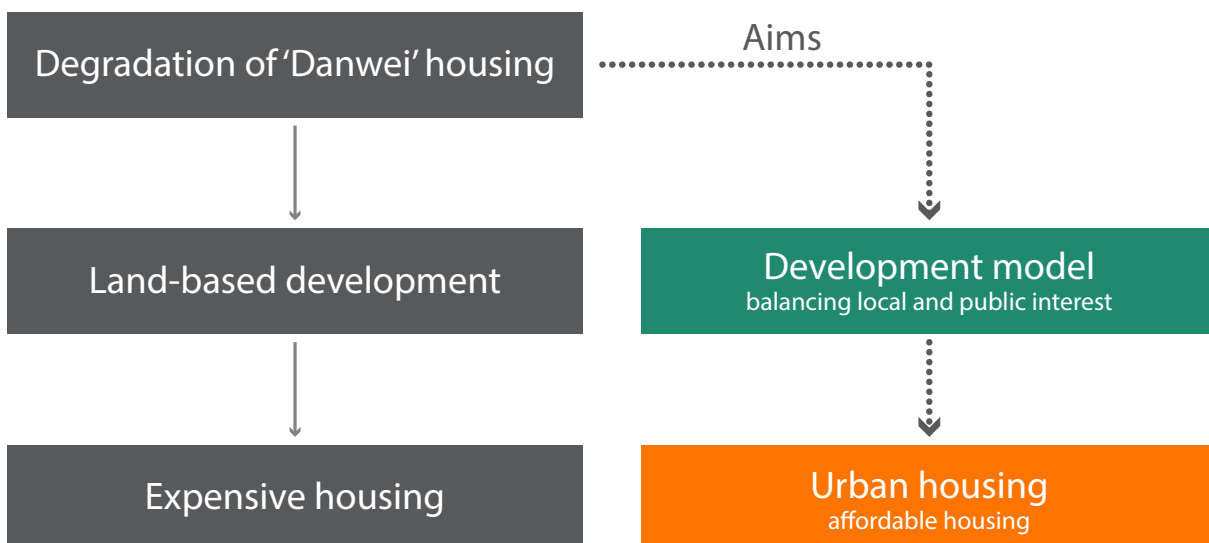 Degradation of ‘Danwei’ housing
Aims
Land-based development
Development model
balancing local and public interest
Expensive housing
Urban housing
affordable housing